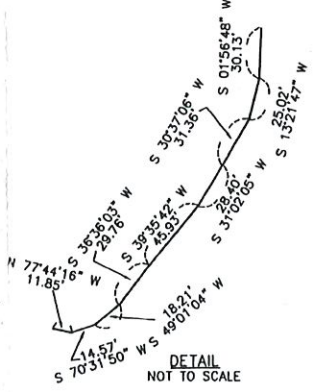 S 01°56'48" W
30.13'
25.02'
S 13°21'47" W
S 30°37'06" W
31.36'
28.40'
S 31°02'05" W
S 39°35'42" W
45.93'
S 36°36'03" W
29.76'
18.21'
S 49°01'04" W
14.57'
S 70°31'50" W
N 77°44'16" W
11.85'
DETAIL
NOT TO SCALE